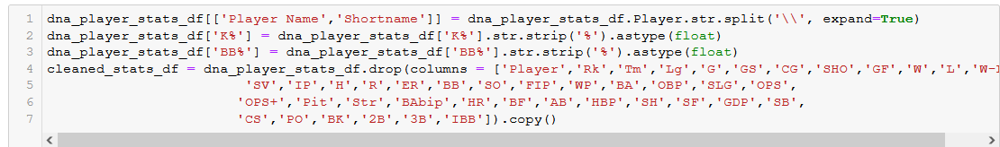 1 dna_player_stats_df[['Player Name','Shortname']] = dna_player_stats_df.Player.str.split('\\', expand=True)
2 dna_player_stats_df['K%'] = dna_player_stats_df['K%'].str.strip('%').astype(float)
3 dna_player_stats_df['BB%'] = dna_player_stats_df['BB%'].str.strip('%').astype(float)
4 cleaned_stats_df = dna_player_stats_df.drop(columns = ['Player','Rk','Tm','Lg','G','GS','CG','SHO','GF','W','L','W-
5 'SV','IP','H','R','ER','BB','SO','FIP','WP','BA','OBP','SLG','OPS',
6 'OPS+','Pit','Str','BAbip','HR','BF','AB','HBP','SH','SF','GDP','SB',
7 'CS','PO','BK','2B','3B','IBB']).copy()